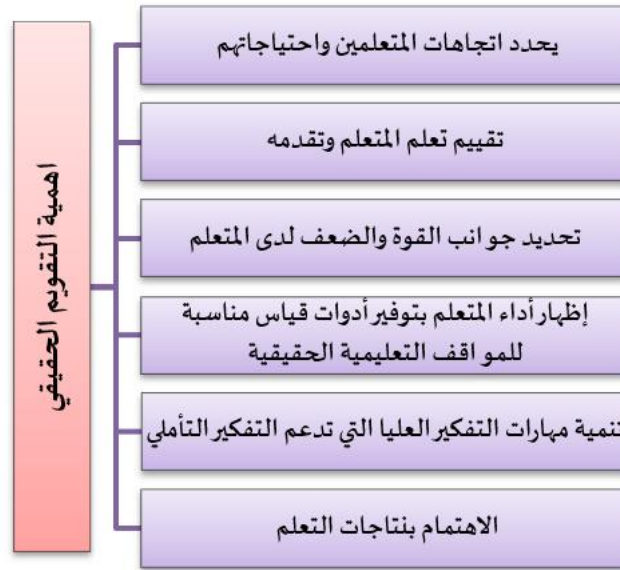 اهمية التقويم الحقيقي
يحدد اتجاهات المتعلمين واحتياجاتهم
تقييم تعلم المتعلم وتقدمه
تحديد جوانب القوة والضعف لدى المتعلم
إظهار أداء المتعلم بتوفير أدوات قياس مناسبة
للمواقف التعليمية الحقيقية
تنمية مهارات التفكير العليا التي تدعم التفكير التأملي
الاهتمام بنتاجات التعلم